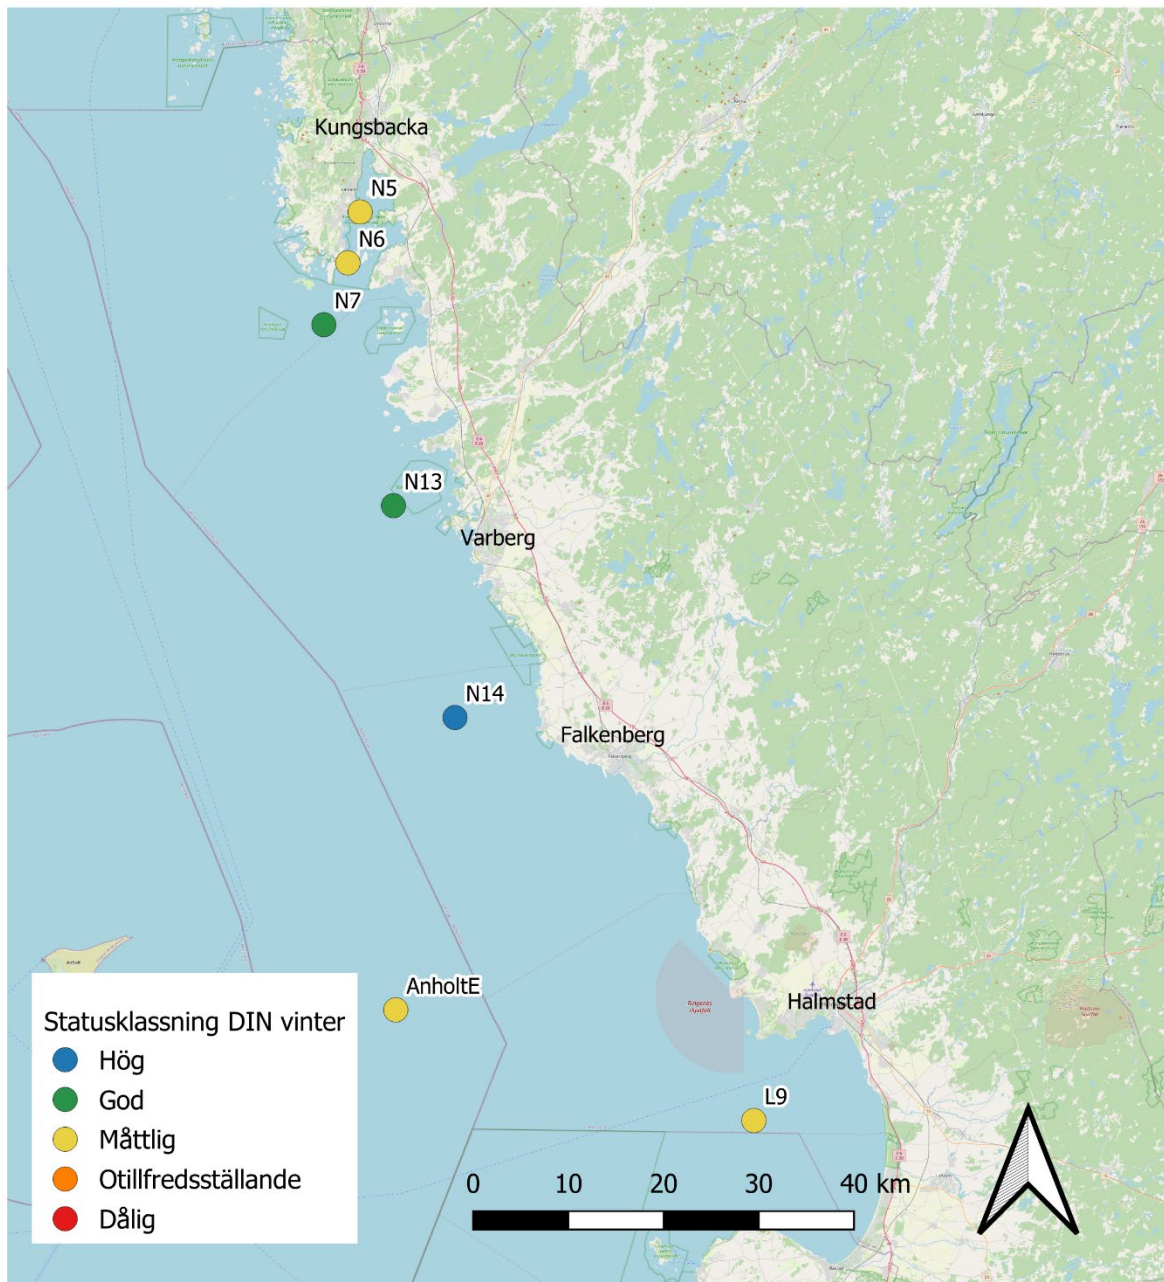 Kungsbacka
N5
N6
N7
N13
Varberg
N14
Falkenberg
AnholtE
Halmstad
L9
Statusklassning DIN vinter
Hög
God
Måttlig
Otillfredsställande
Dålig
0 10 20 30 40 km